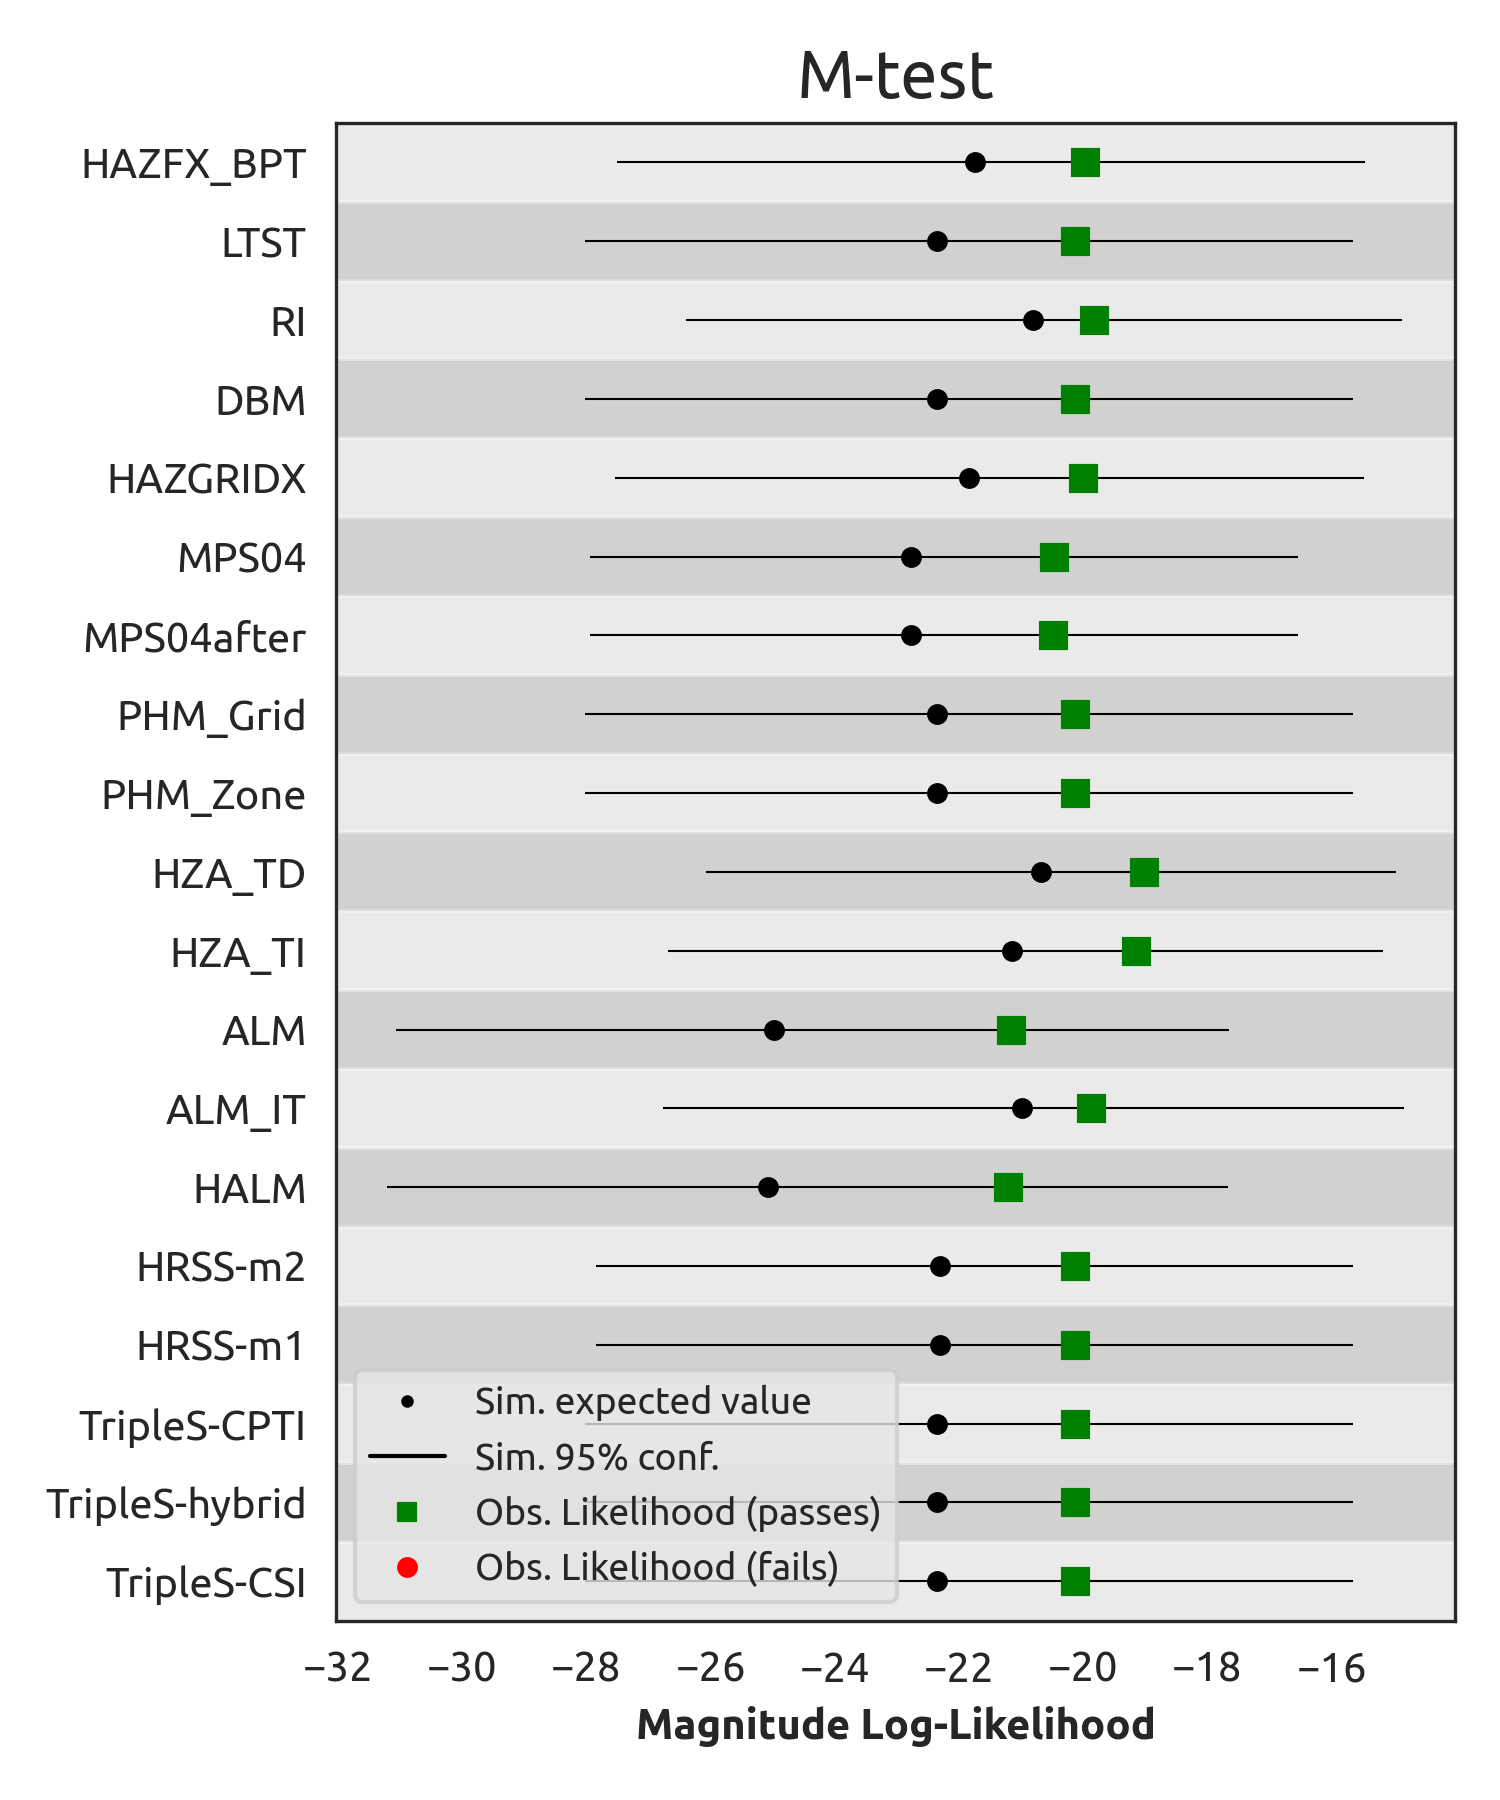 M-test
HAZFX_BPT
LTST
RI
DBM
HAZGRIDX
MPS04
MPS04after
PHM_Grid
PHM_Zone
HZA_TD
HZA_TI
ALM
ALM_IT
HALM
HRSS-m2
HRSS-m1
TripleS-CPTI
TripleS-hybrid
TripleS-CSI
Sim. expected value
Sim. 95% conf.
Obs. Likelihood (passes)
Obs. Likelihood (fails)
−32 −30 −28 −26 −24 −22 −20 −18 −16
Magnitude Log-Likelihood